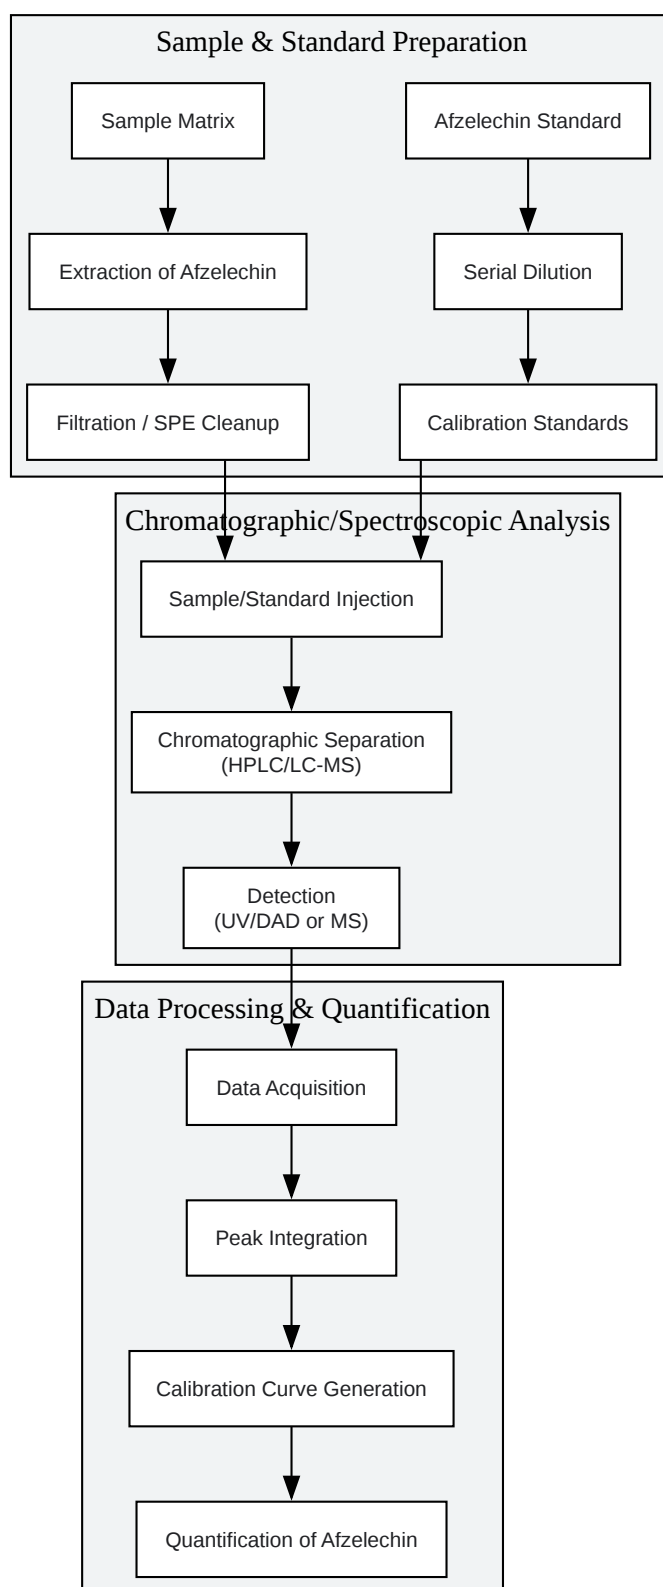 Sample & Standard Preparation
Sample Matrix
Afzelechin Standard
Extraction of Afzelechin
Serial Dilution
Filtration / SPE Cleanup
Calibration Standards
Chromatographic/Spectroscopic Analysis
Sample/Standard Injection
Chromatographic Separation
(HPLC/LC-MS)
Detection
(UV/DAD or MS)
Data Processing & Quantification
Data Acquisition
Peak Integration
Calibration Curve Generation
Quantification of Afzelechin